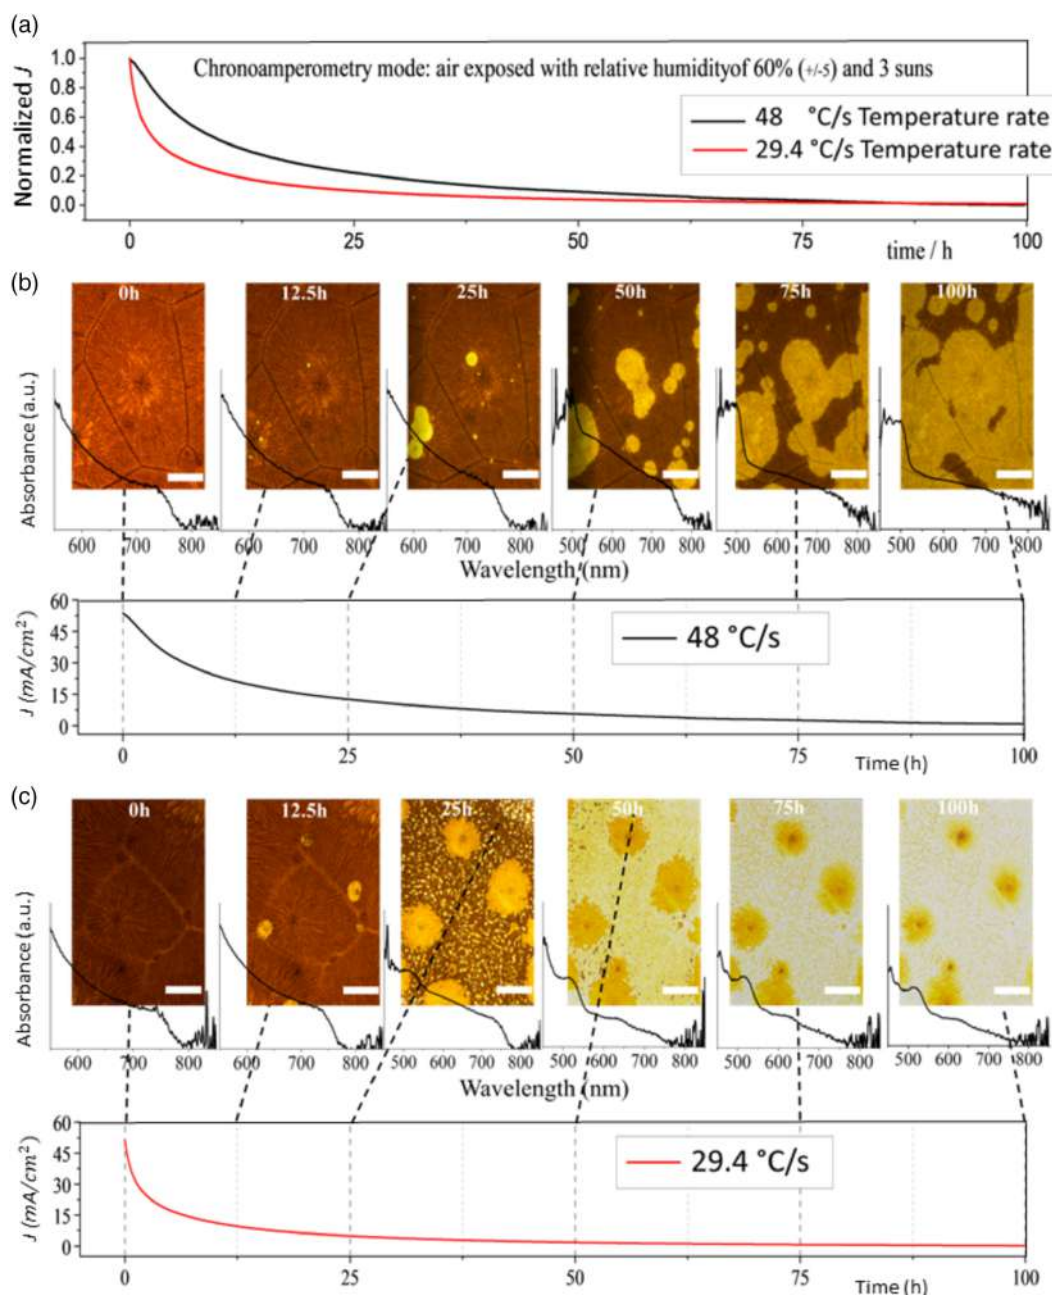 (a)
Normalized J
1.0
0.8
0.6
0.4
0.2
0.0
Chronoamperometry mode: air exposed with relative humidityof 60% (+/-5) and 3 suns
48 °C/s Temperature rate
29.4 °C/s Temperature rate
0 25 50 75 100
time / h
(b)
0h 12.5h 25h 50h 75h 100h
Absorbance (a.u.)
600 700 800 600 700 800 600 700 800 500 600 700 800 500 600 700 800 500 600 700 800
Wavelength (nm)
J (mA/cm²)
60
45
30
15
0
48 °C/s
0 25 50 75 100
Time (h)
(c)
0h 12.5h 25h 50h 75h 100h
Absorbance (a.u.)
600 700 800 600 700 800 500 600 700 800 500 600 700 800 500 600 700 800 500 600 700 800
Wavelength (nm)
J (mA/cm²)
60
45
30
15
0
29.4 °C/s
0 25 50 75 100
Time (h)